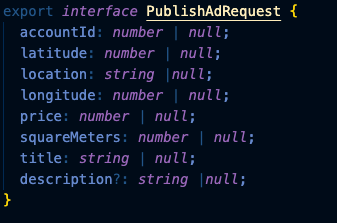 export interface PublishAdRequest {
accountId: number | null;
latitude: number | null;
location: string |null;
longitude: number | null;
price: number | null;
squareMeters: number | null;
title: string | null;
description?: string |null;
}